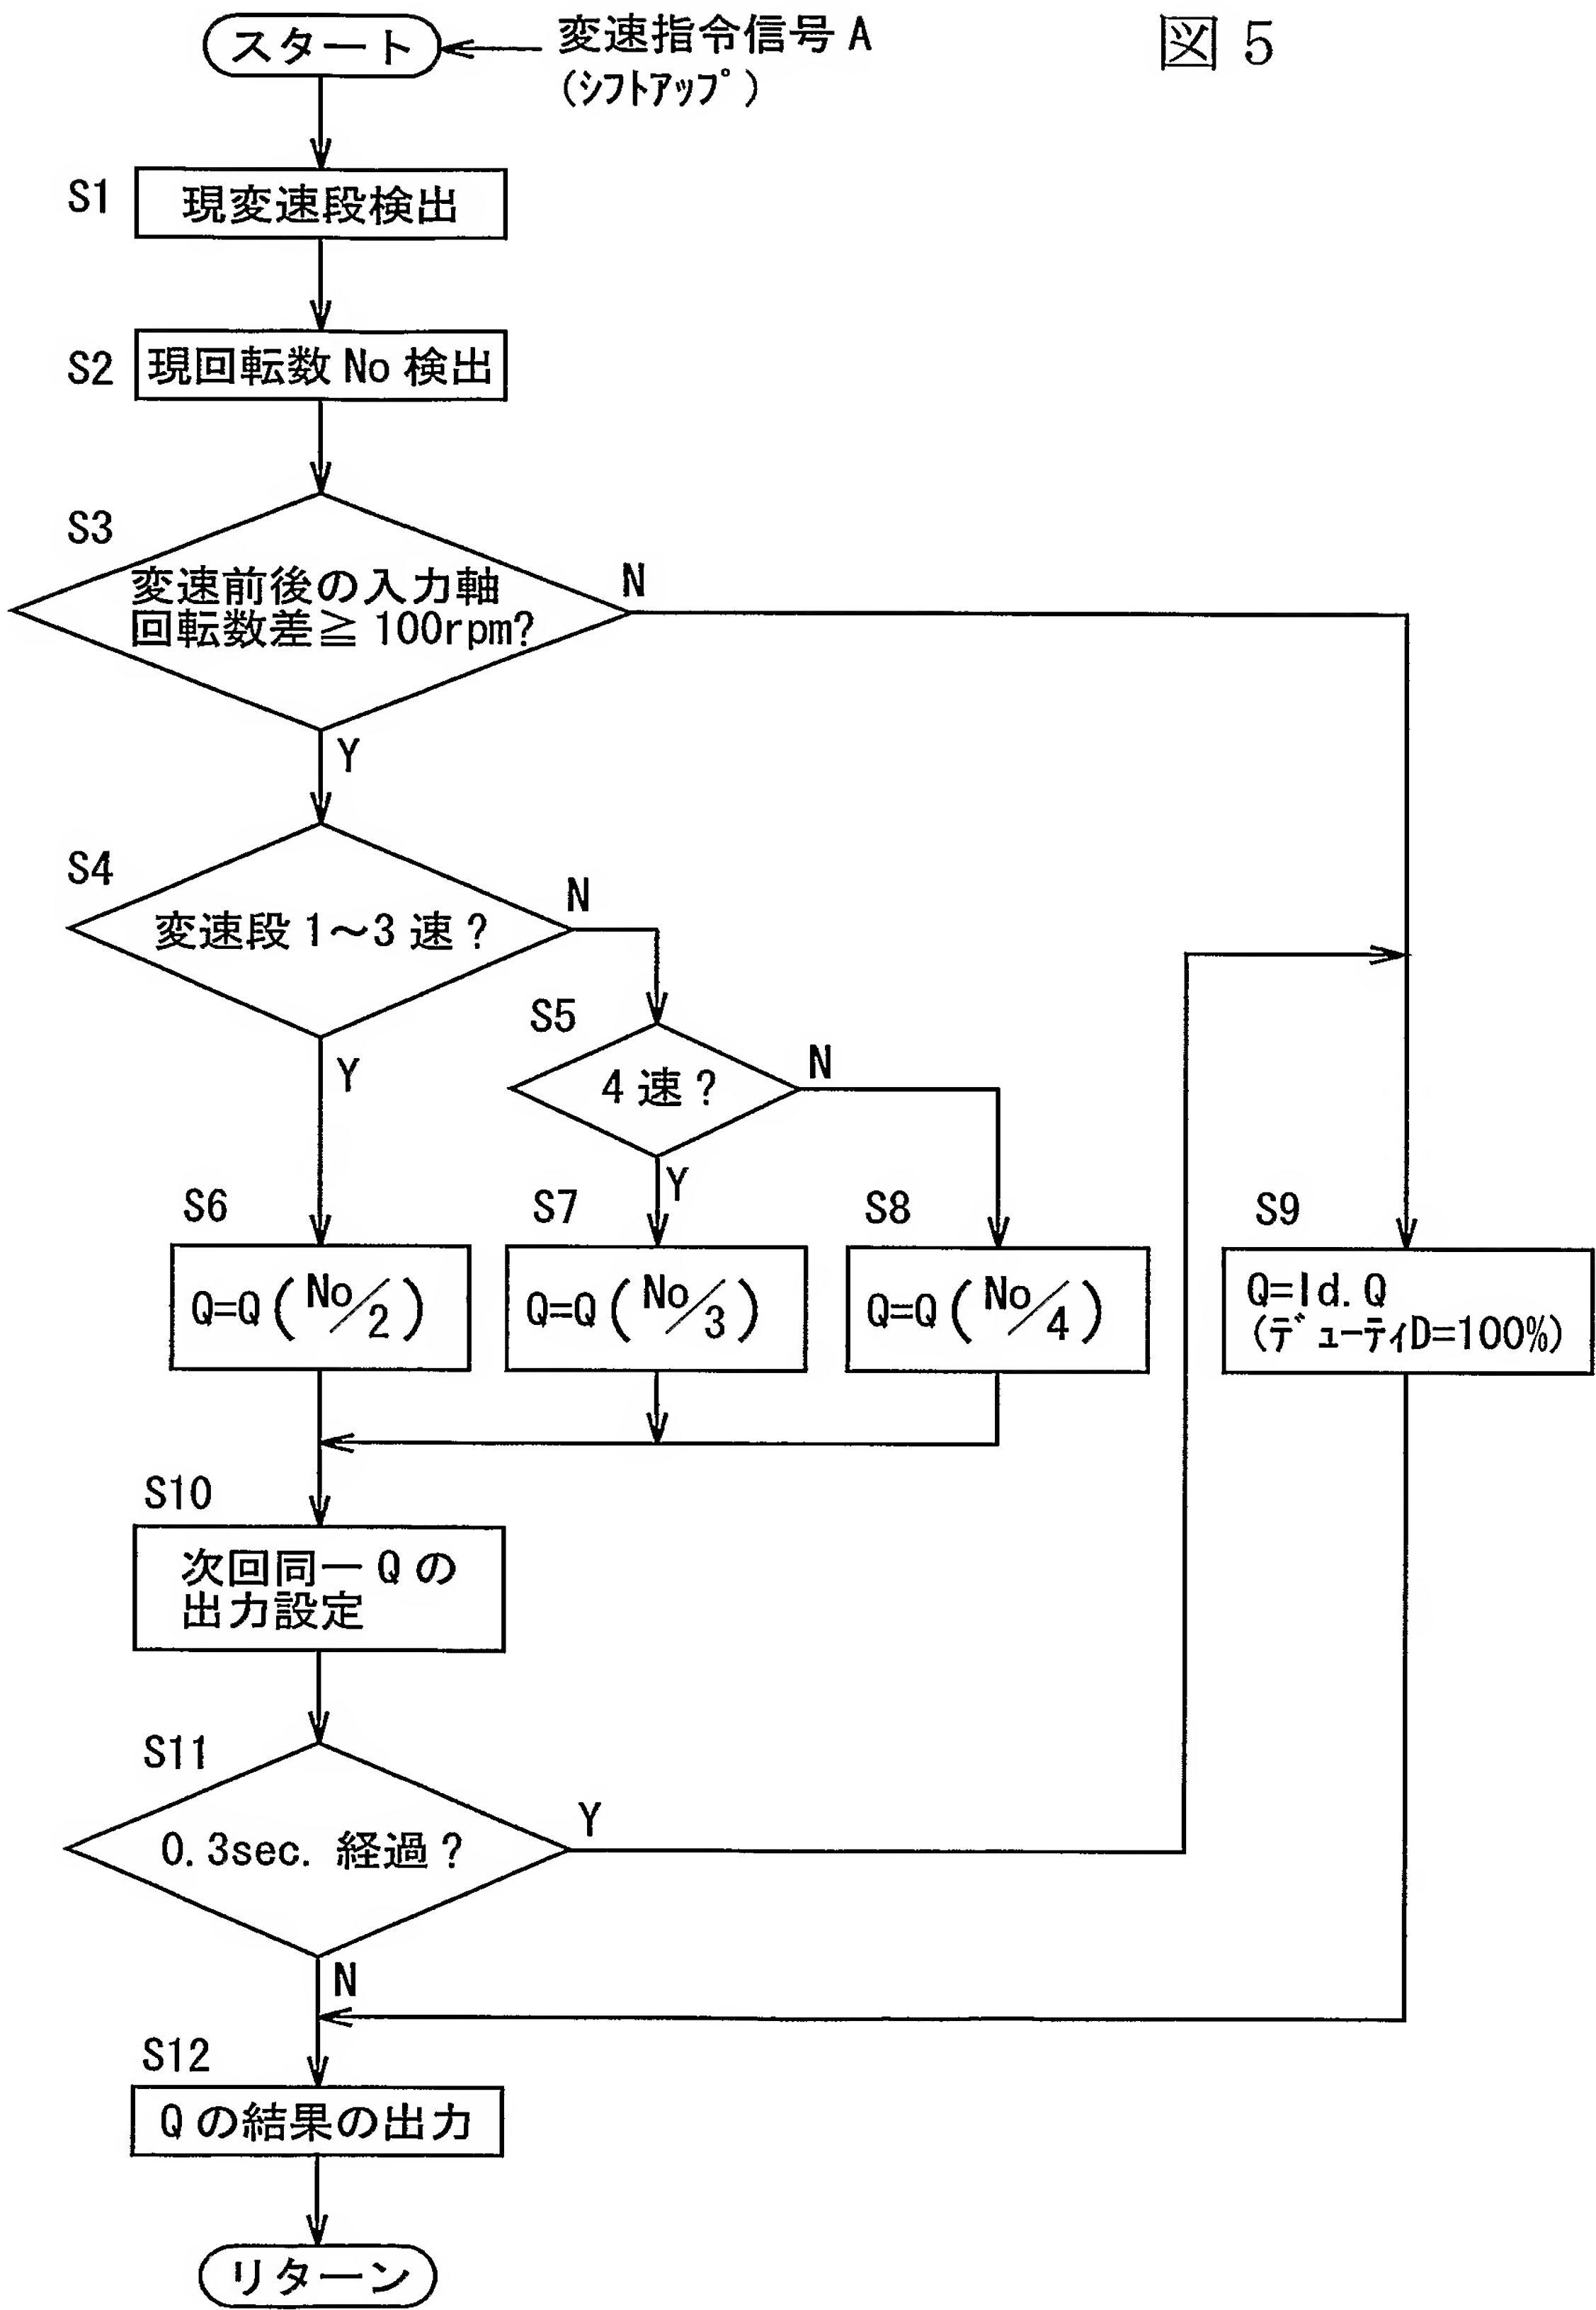 図 5
スタート
変速指令信号 A
(シフトアップ)
S1
現変速段検出
S2
現回転数 No 検出
S3
変速前後の入力軸
回転数差≧ 100rpm?
N
Y
S4
変速段 1〜3 速?
N
Y
S5
4 速?
N
Y
S6
Q=Q(No/2)
S7
Q=Q(No/3)
S8
Q=Q(No/4)
S9
Q=Id.Q
(デューティD=100%)
S10
次回同一 Q の
出力設定
S11
0.3sec. 経過?
Y
N
S12
Q の結果の出力
リターン